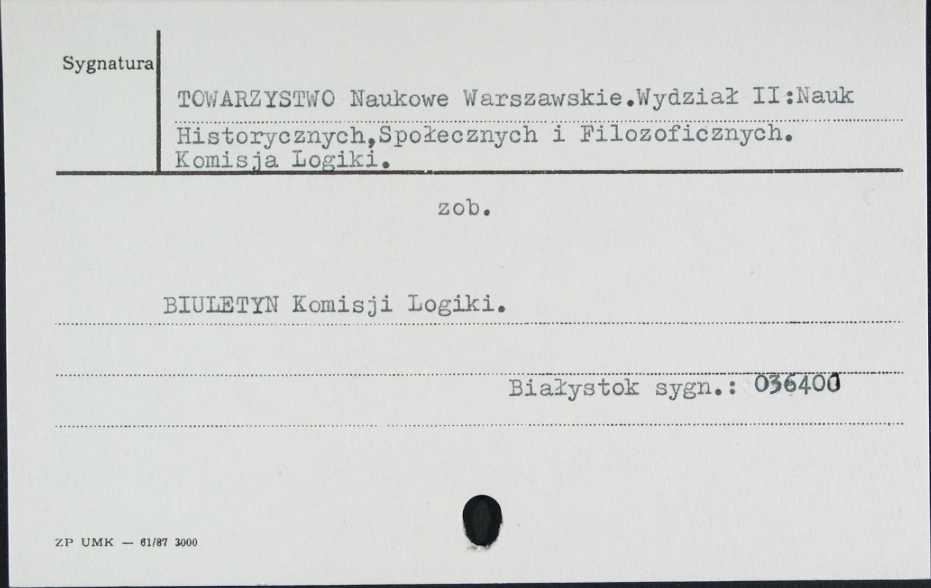 Sygnatura
TOWARZYSTWO Naukowe Warszawskie.Wydział II:Nauk
Historycznych,Społecznych i Filozoficznych.
Komisja Logiki.
zob.
BIULETYN Komisji Logiki.
Białystok sygn.: 036400
ZP UMK — 61/87 3000